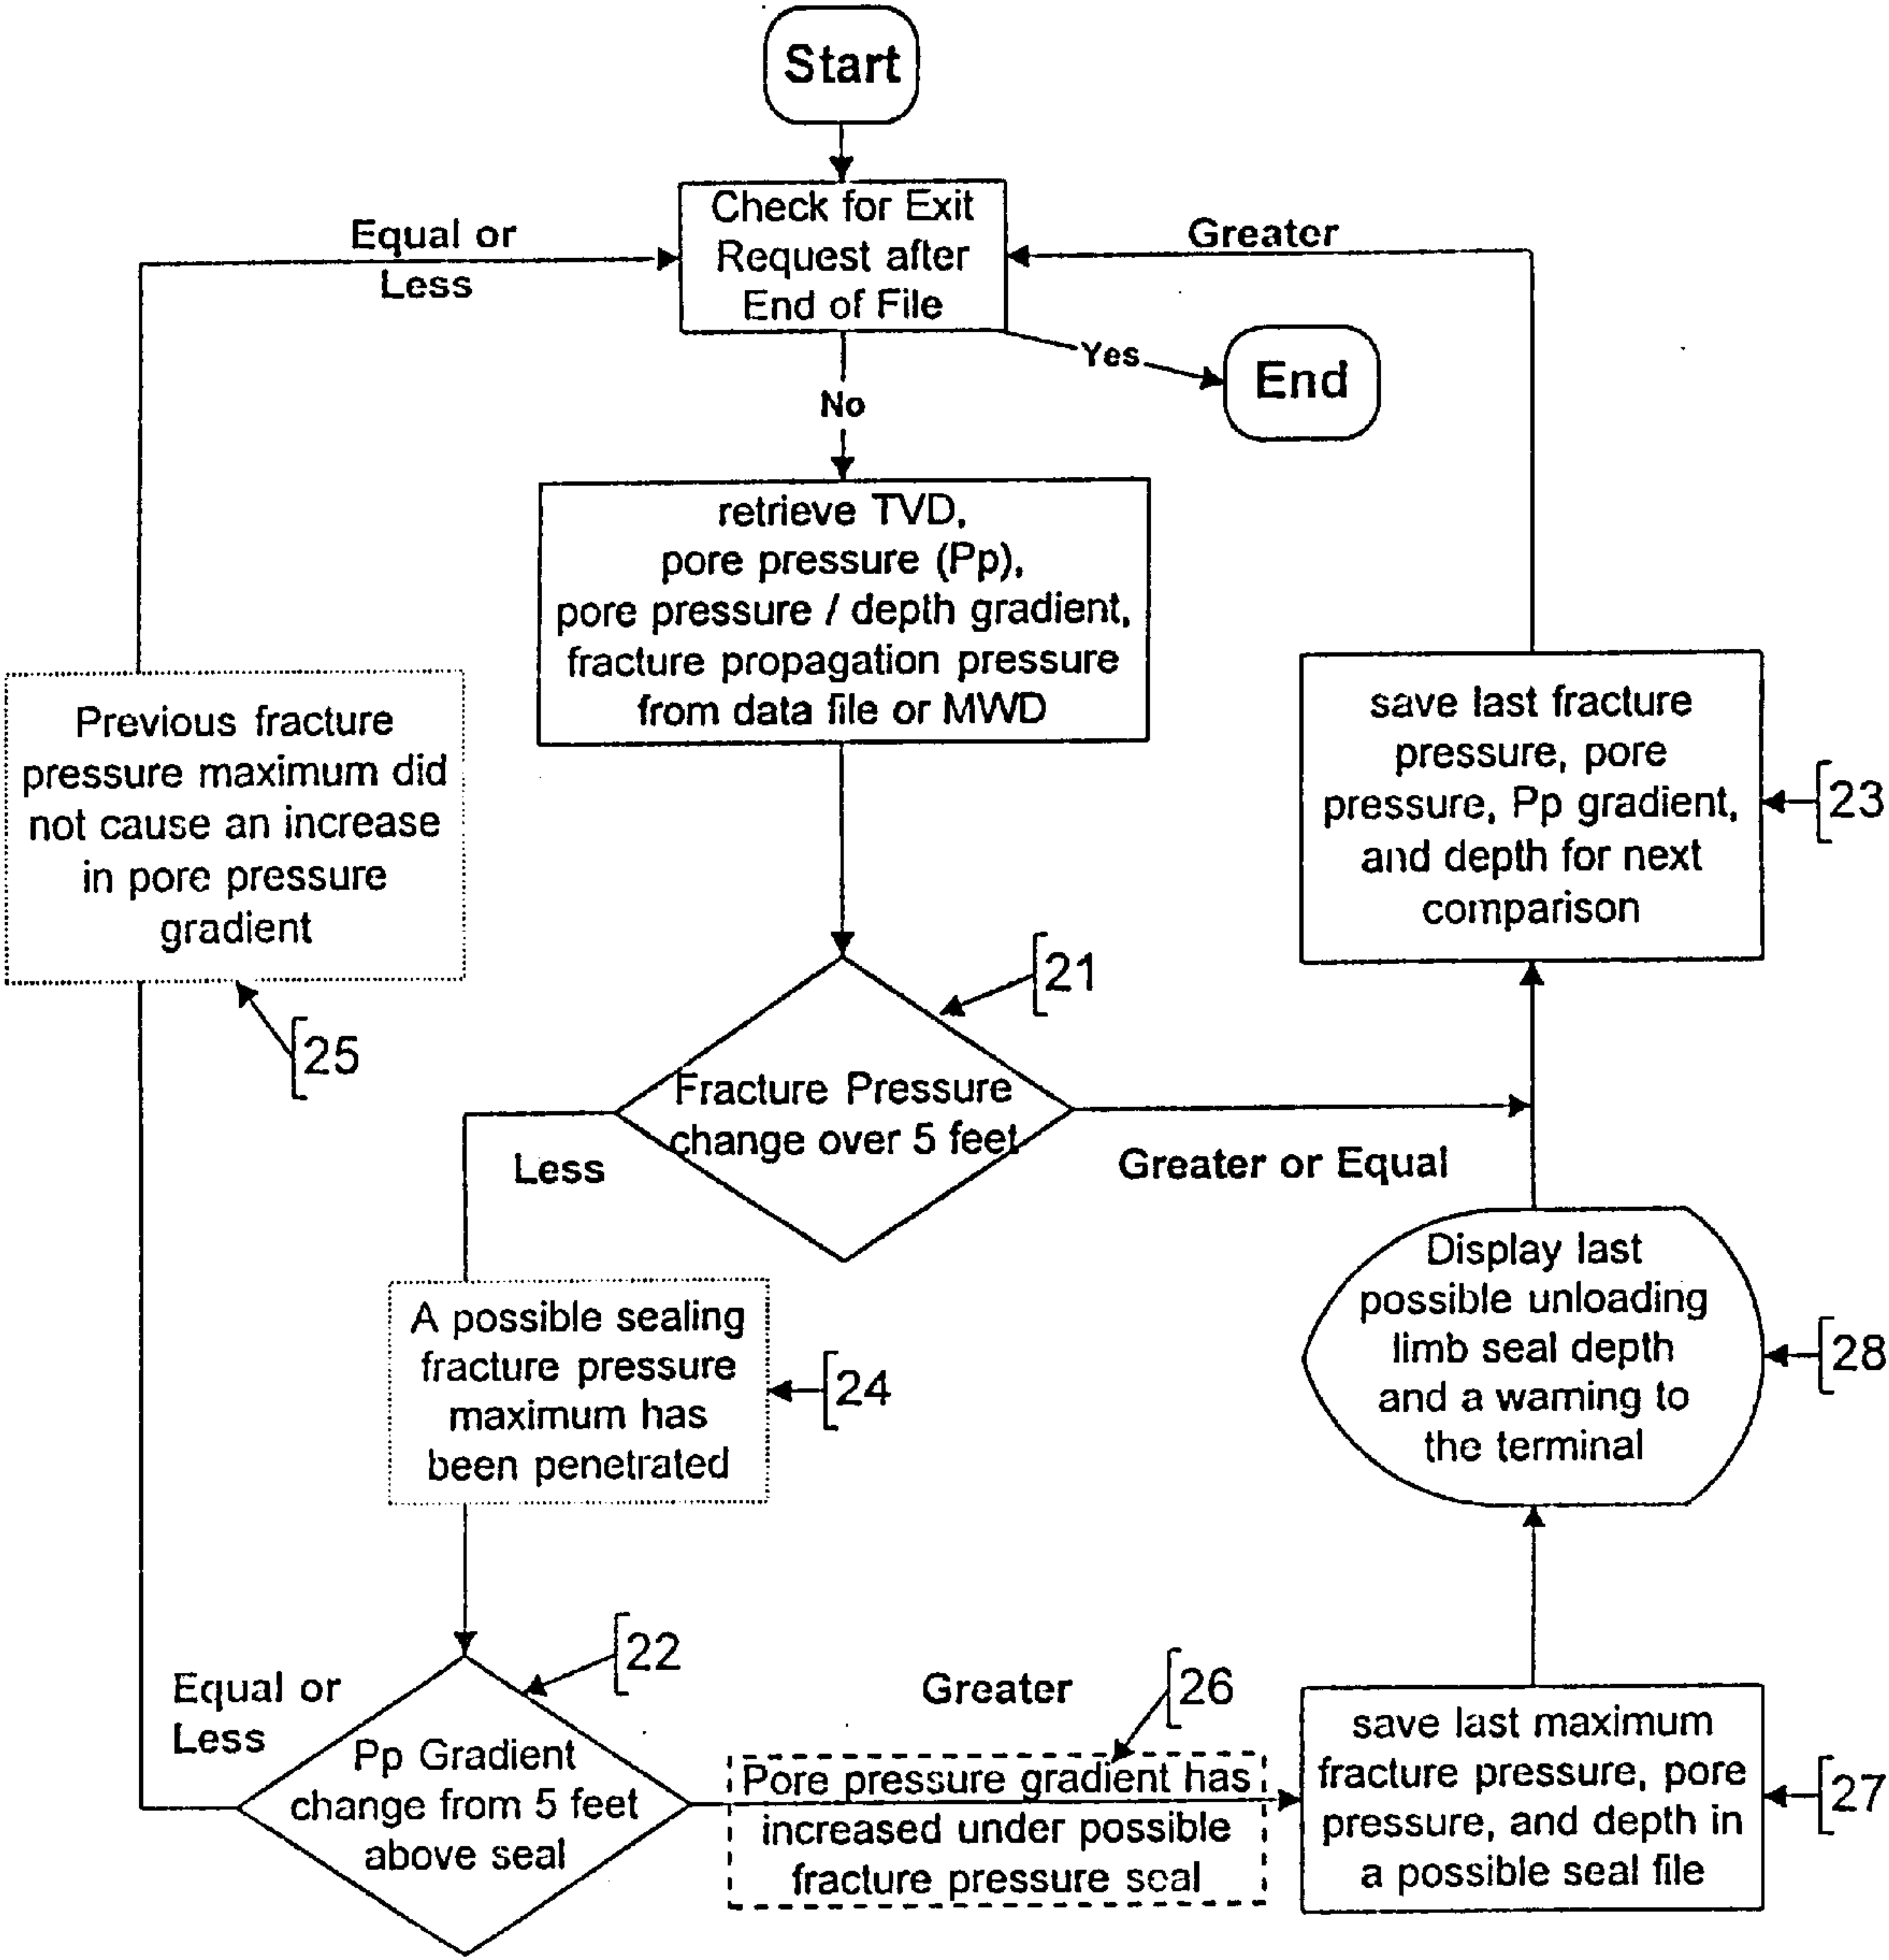 Start
Check for Exit
Request after
End of File
Equal or
Less
Greater
Yes
End
No
retrieve TVD,
pore pressure (Pp),
pore pressure / depth gradient,
fracture propagation pressure
from data file or MWD
Previous fracture
pressure maximum did
not cause an increase
in pore pressure
gradient
25
save last fracture
pressure, pore
pressure, Pp gradient,
and depth for next
comparison
23
21
Fracture Pressure
change over 5 feet
Less
Greater or Equal
A possible sealing
fracture pressure
maximum has
been penetrated
24
Display last
possible unloading
limb seal depth
and a warning to
the terminal
28
22
Equal or
Less
Pp Gradient
change from 5 feet
above seal
Greater
26
Pore pressure gradient has
increased under possible
fracture pressure seal
save last maximum
fracture pressure, pore
pressure, and depth in
a possible seal file
27